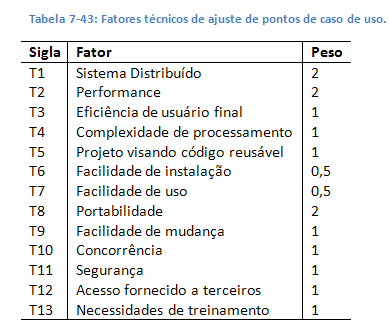 Tabela 7-43: Fatores técnicos de ajuste de pontos de caso de uso.
Sigla Fator Peso
T1 Sistema Distribuído 2
T2 Performance 2
T3 Eficiência de usuário final 1
T4 Complexidade de processamento 1
T5 Projeto visando código reusável 1
T6 Facilidade de instalação 0,5
T7 Facilidade de uso 0,5
T8 Portabilidade 2
T9 Facilidade de mudança 1
T10 Concorrência 1
T11 Segurança 1
T12 Acesso fornecido a terceiros 1
T13 Necessidades de treinamento 1